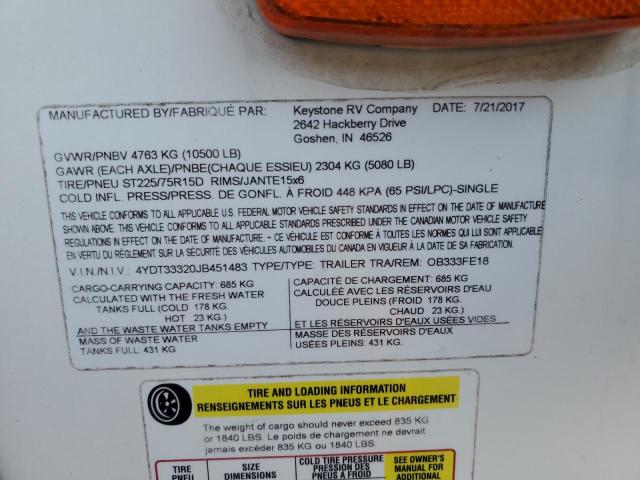 MANUFACTURED BY/FABRIQUÉ PAR: Keystone RV Company DATE: 7/21/2017
2642 Hackberry Drive
Goshen, IN 46526
GVWR/PNBV 4763 KG (10500 LB)
GAWR (EACH AXLE)/PNBE(CHAQUE ESSIEU) 2304 KG (5080 LB)
TIRE/PNEU ST225/75R15D RIMS/JANTE15x6
COLD INFL. PRESS/PRESS. DE GONFL. À FROID 448 KPA (65 PSI/LPC)-SINGLE
THIS VEHICLE CONFORMS TO ALL APPLICABLE U.S. FEDERAL MOTOR VEHICLE SAFETY STANDARDS IN EFFECT ON THE DATE OF MANUFACTURE
SHOWN ABOVE. THIS VEHICLE CONFORMS TO ALL APPLICABLE STANDARDS PRESCRIBED UNDER THE CANADIAN MOTOR VEHICLE SAFETY
REGULATIONS IN EFFECT ON THE DATE OF MANUFACTURE. – CE VÉHICULE EST CONFORME À TOUTES LES NORMES QUI LUI SONT APPLICABLES
EN VERTU DU RÉGLEMENT SUR LA SÉCURITÉ DES VÉHICULES AUTOMOBILES DU CANADA EN VIGUEUR À LA DATE DE SA FABRICATION.
V.I.N./N.I.V.: 4YDT33320JB451483 TYPE/TYPE: TRAILER TRA/REM: OB333FE18
CARGO-CARRYING CAPACITY: 685 KG
CALCULATED WITH THE FRESH WATER
TANKS FULL (COLD 178 KG.
HOT 23 KG.)
AND THE WASTE WATER TANKS EMPTY
MASS OF WASTE WATER
TANKS FULL: 431 KG
CAPACITÉ DE CHARGEMENT: 685 KG
CALCULÉE AVEC LES RÉSERVOIRS D'EAU
DOUCE PLEINS (FROID 178 KG.
CHAUD 23 KG.)
ET LES RÉSERVOIRS D'EAUX USÉES VIDES
MASSE DES RÉSERVOIRS D'EAUX
USÉES PLEINS: 431 KG.
TIRE AND LOADING INFORMATION
RENSEIGNEMENTS SUR LES PNEUS ET LE CHARGEMENT
The weight of cargo should never exceed 835 KG
or 1840 LBS. Le poids de chargement ne devrait
jamais excéder 835 KG ou 1840 LBS.
TIRE
PNEU
SIZE
DIMENSIONS
COLD TIRE PRESSURE
PRESSION DES
PNEUS À FROID
SEE OWNER'S
MANUAL FOR
ADDITIONAL